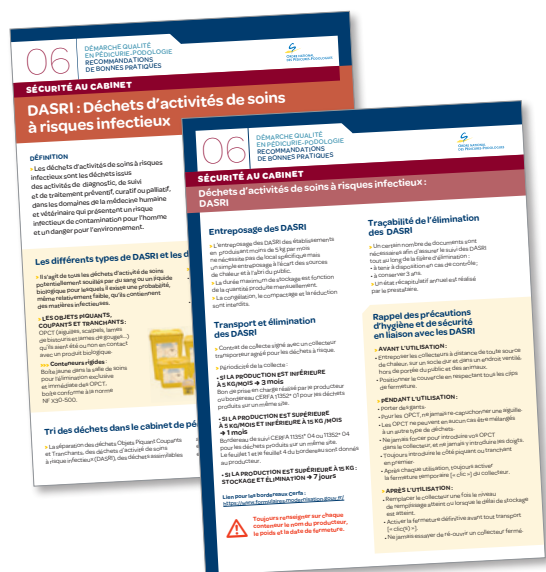 06
DÉMARCHE QUALITÉ
EN PÉDICURIE-PODOLOGIE
RECOMMANDATIONS
DE BONNES PRATIQUES
ORDRE NATIONAL
DES PÉDICURES-PODOLOGUES
SÉCURITÉ AU CABINET
DASRI : Déchets d'activités de soins
à risques infectieux
DÉFINITION
Les déchets d'activités de soins à risques
infectieux sont les déchets issus
des activités de diagnostic, de suivi
et de traitement préventif, curatif ou palliatif,
dans les domaines de la médecine humaine
et vétérinaire qui présentent un risque
infectieux de contamination pour l'homme
et un danger pour l'environnement.
Les différents types de DASRI et les d
Il s'agit de tous les déchets d'activité de soins
potentiellement souillés par du sang ou un liquide
biologique pour lesquels il existe une probabilité,
même relativement faible, qu'ils contiennent
des matières infectieuses.
LES OBJETS PIQUANTS,
COUPANTS ET TRANCHANTS :
OPCT (aiguilles, scalpels, lames
de bistouris et lames de gouges...)
qu'ils aient été ou non en contact
avec un produit biologique
Conteneurs rigides :
Boîte jaune dans la salle de soins
pour l'élimination exclusive
et immédiate des OPCT,
boîte conforme à la norme
NF X30-500.
Tri des déchets dans le cabinet de pé
La séparation des déchets Objets Piquant Coupants
et Tranchants, des déchets d'activité de soins
à risque infectieux (DASRI), des déchets assimilables
06
DÉMARCHE QUALITÉ
EN PÉDICURIE-PODOLOGIE
RECOMMANDATIONS
DE BONNES PRATIQUES
ORDRE NATIONAL
DES PÉDICURES-PODOLOGUES
SÉCURITÉ AU CABINET
Déchets d'activités de soins à risques infectieux :
DASRI
Entreposage des DASRI
L'entreposage des DASRI des établissements
en produisant moins de 5 kg par mois
ne nécessite pas de local spécifique mais
un simple entreposage à l'écart des sources
de chaleur et à l'abri du public.
La durée maximum de stockage est fonction
de la quantité produite mensuellement.
La congélation, le compactage et la réduction
sont interdits.
Transport et élimination
des DASRI
Contrat de collecte signé avec un collecteur
transporteur agréé pour les déchets à risque.
Périodicité de la collecte :
• SI LA PRODUCTION EST INFÉRIEURE
À 5 KG/MOIS → 3 mois
Bon de prise en charge réalisé par le producteur
ou bordereau CERFA 11352* 01 pour les déchets
produits sur un même site.
• SI LA PRODUCTION EST SUPÉRIEURE
À 5 KG/MOIS ET INFÉRIEURE À 15 KG /MOIS
→ 1 mois
Bordereau de suivi CERFA 11351* 04 ou 11352* 04
pour les déchets produits sur un même site.
Le feuillet 1 et se feuillet 4 du bordereau sont donnés
au producteur.
• SI LA PRODUCTION EST SUPÉRIEURE À 15 KG :
STOCKAGE ET ÉLIMINATION → 7 jours
Lien pour les bordereaux Cerfa :
https://www.formulaires.modernisation.gouv.fr/
Toujours renseigner sur chaque
conteneur le nom du producteur,
le poids et la date de fermeture.
Traçabilité de l'élimination
des DASRI
Un certain nombre de documents sont
nécessaires afin d'assurer le suivi des DASRI
tout au long de la filière d'élimination :
- à tenir à disposition en cas de contrôle ;
- à conserver 3 ans.
Un état récapitulatif annuel est réalisé
par le prestataire.
Rappel des précautions
d'hygiène et de sécurité
en liaison avec les DASRI
AVANT L'UTILISATION :
• Entreposer les collecteurs à distance de toute source
de chaleur, sur un socle dur et dans un endroit ventilé,
hors de portée du public et des animaux.
• Positionner le couvercle en respectant tous les clips
de fermeture.
PENDANT L'UTILISATION :
• Porter des gants
• Pour les OPCT, ne jamais re-capuchonner une aiguille
• Les OPCT ne peuvent en aucun cas être mélangés
à un autre type de déchets.
• Ne jamais forcer pour introduire vos OPCT
dans le collecteur, et ne jamais y introduire les doigts.
• Toujours introduire le côté piquant ou tranchant
en premier
• Après chaque utilisation, toujours activer
la fermeture temporaire (« clic ») du collecteur.
APRÈS L'UTILISATION :
• Remplacer le collecteur une fois le niveau
de remplissage atteint ou lorsque le délai de stockage
est atteint.
• Activer la fermeture définitive avant tout transport
(« clic(s) »).
• Ne jamais essayer de ré-ouvrir un collecteur fermé.